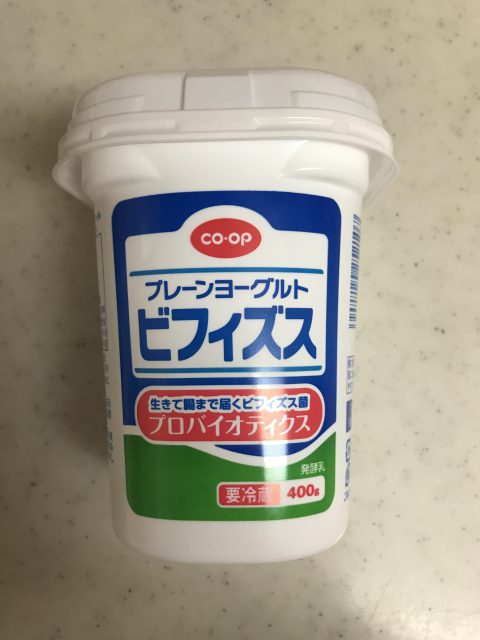 CO·OP
プレーンヨーグルト
ビフィズス
生きて腸まで届くビフィズス菌
プロバイオティクス
発酵乳
要冷蔵 400g